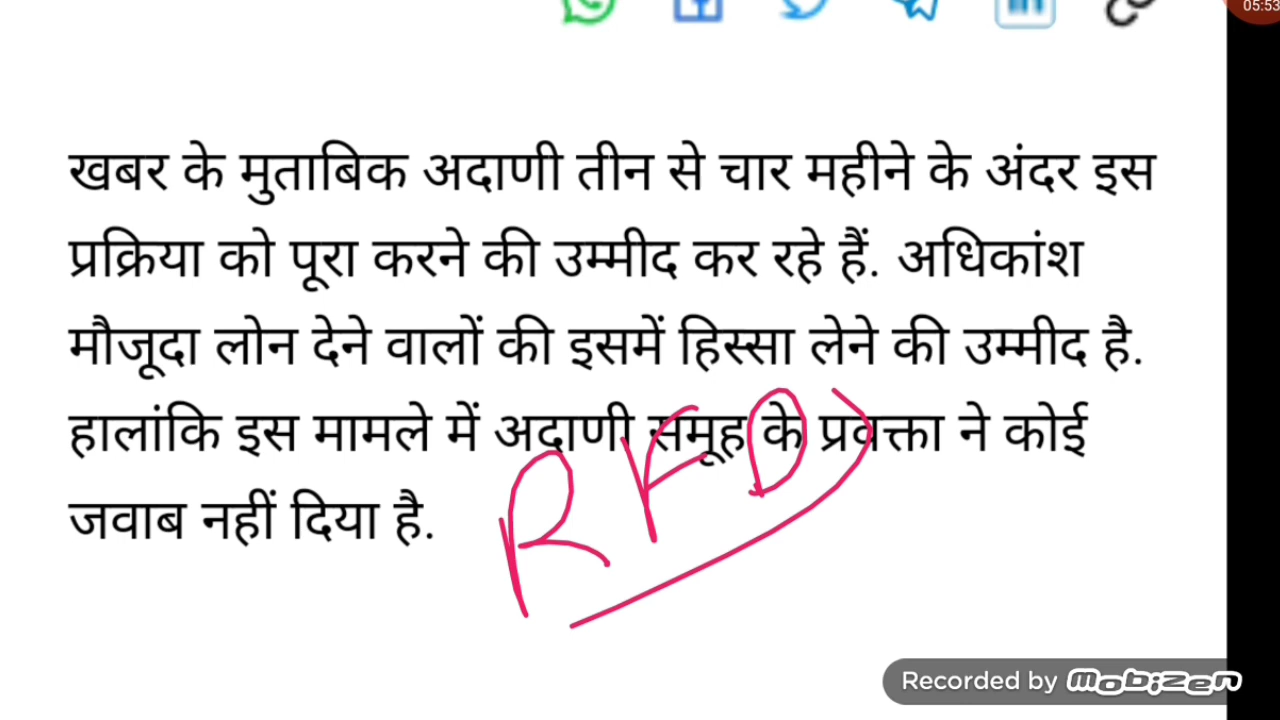 05:53
खबर के मुताबिक अदाणी तीन से चार महीने के अंदर इस
प्रक्रिया को पूरा करने की उम्मीद कर रहे हैं. अधिकांश
मौजूदा लोन देने वालों की इसमें हिस्सा लेने की उम्मीद है.
हालांकि इस मामले में अदाणी समूह के प्रवक्ता ने कोई
जवाब नहीं दिया है.
Recorded by Mobizen